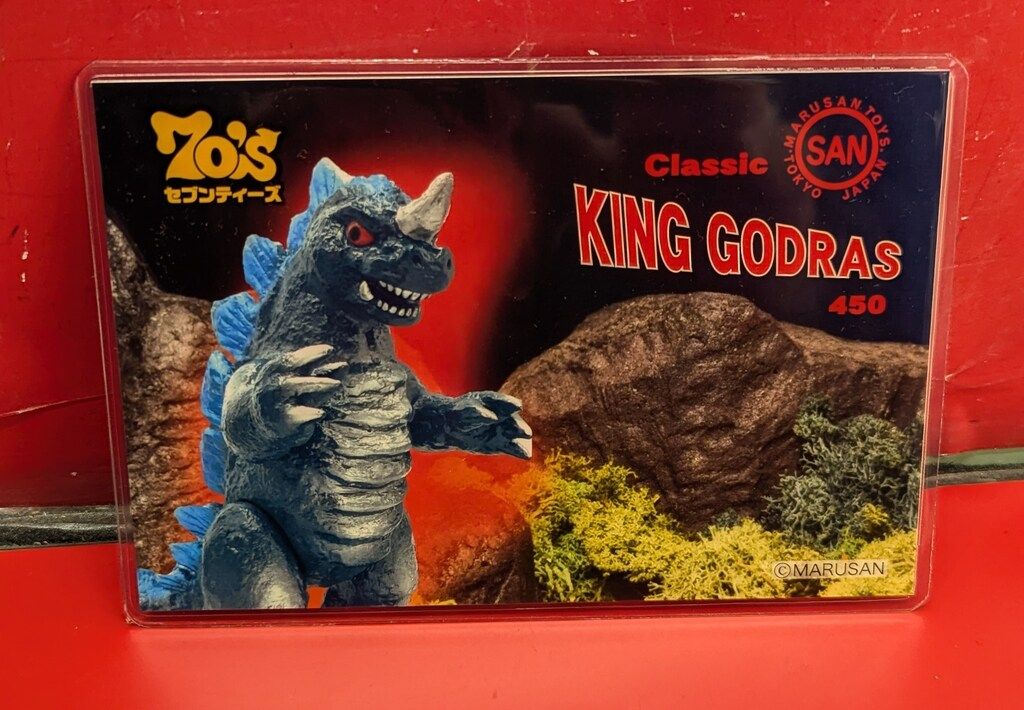 70's
セブンティーズ
MARUSAN TOYS
SAN
TOKYO JAPAN
Classic
KING GODRAS
450
©MARUSAN